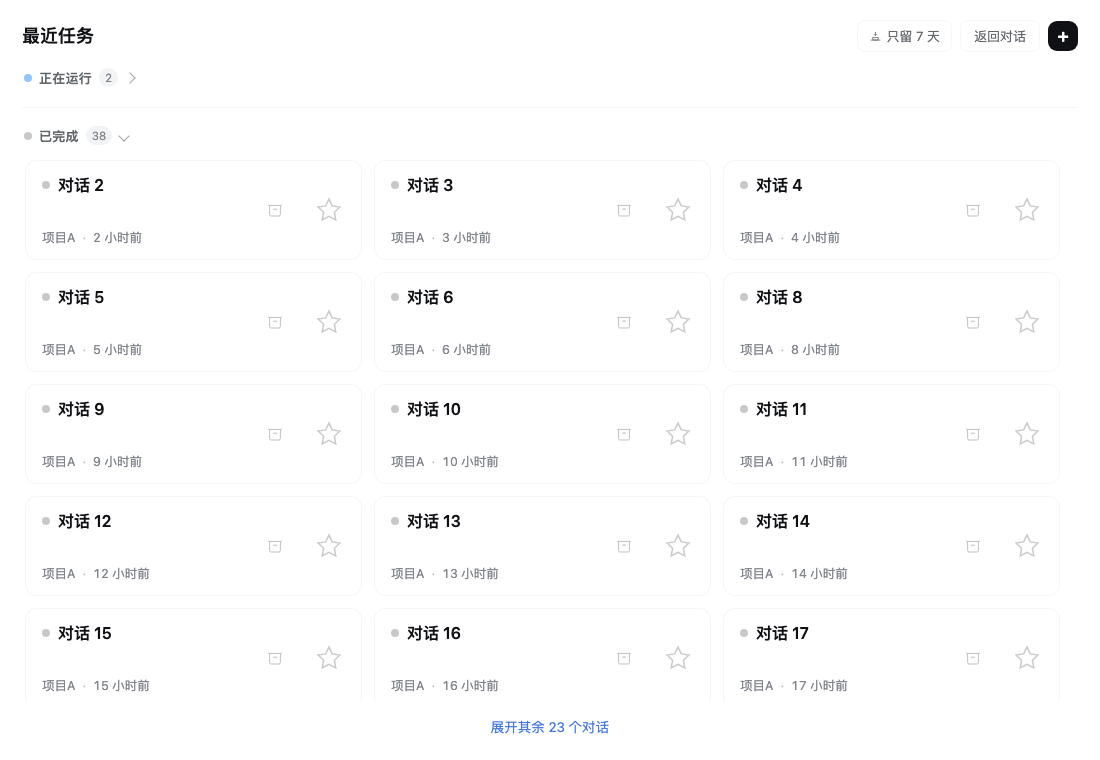 最近任务
只留 7 天
返回对话
+
正在运行 2
已完成 38
对话 2
项目A · 2 小时前
对话 3
项目A · 3 小时前
对话 4
项目A · 4 小时前
对话 5
项目A · 5 小时前
对话 6
项目A · 6 小时前
对话 8
项目A · 8 小时前
对话 9
项目A · 9 小时前
对话 10
项目A · 10 小时前
对话 11
项目A · 11 小时前
对话 12
项目A · 12 小时前
对话 13
项目A · 13 小时前
对话 14
项目A · 14 小时前
对话 15
项目A · 15 小时前
对话 16
项目A · 16 小时前
对话 17
项目A · 17 小时前
展开其余 23 个对话